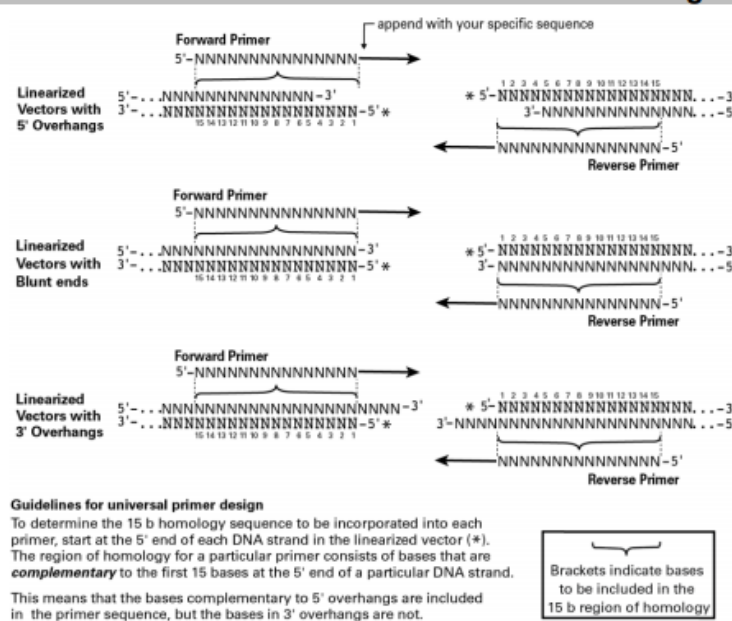 append with your specific sequence
Forward Primer
5'-NNNNNNNNNNNNNNN
Linearized
Vectors with
5' Overhangs
5'-...NNNNNNNNNNNNNN-3'
3'-...NNNNNNNNNNNNNNNNNN-5'*
15 14 13 12 11 10 9 8 7 6 5 4 3 2 1
1 2 3 4 5 6 7 8 9 10 11 12 13 14 15
* 5'-NNNNNNNNNNNNNNNNNN...-3
3'-NNNNNNNNNNNNNN...-5
NNNNNNNNNNNNNNN-5'
Reverse Primer
Forward Primer
5'-NNNNNNNNNNNNNNN
Linearized
Vectors with
Blunt ends
5'-...NNNNNNNNNNNNNNNNNN-3'
3'-...NNNNNNNNNNNNNNNNNN-5'*
15 14 13 12 11 10 9 8 7 6 5 4 3 2 1
1 2 3 4 5 6 7 8 9 10 11 12 13 14 15
*5'-NNNNNNNNNNNNNNNNNN...-3
3'-NNNNNNNNNNNNNNNNNN...-5
NNNNNNNNNNNNNNN-5'
Reverse Primer
Forward Primer
5'-NNNNNNNNNNNNNNN
Linearized
Vectors with
3' Overhangs
5'-...NNNNNNNNNNNNNNNNNNNNNN-3'
3'-...NNNNNNNNNNNNNNNNNN-5'*
15 14 13 12 11 10 9 8 7 6 5 4 3 2 1
1 2 3 4 5 6 7 8 9 10 11 12 13 14 15
* 5'-NNNNNNNNNNNNNNNNNN...-3
3'-NNNNNNNNNNNNNNNNNNNNNN...-5
NNNNNNNNNNNNNNN-5'
Reverse Primer
Guidelines for universal primer design
To determine the 15 b homology sequence to be incorporated into each
primer, start at the 5' end of each DNA strand in the linearized vector (*).
The region of homology for a particular primer consists of bases that are
complementary to the first 15 bases at the 5' end of a particular DNA strand.
This means that the bases complementary to 5' overhangs are included
in the primer sequence, but the bases in 3' overhangs are not.
Brackets indicate bases
to be included in the
15 b region of homology